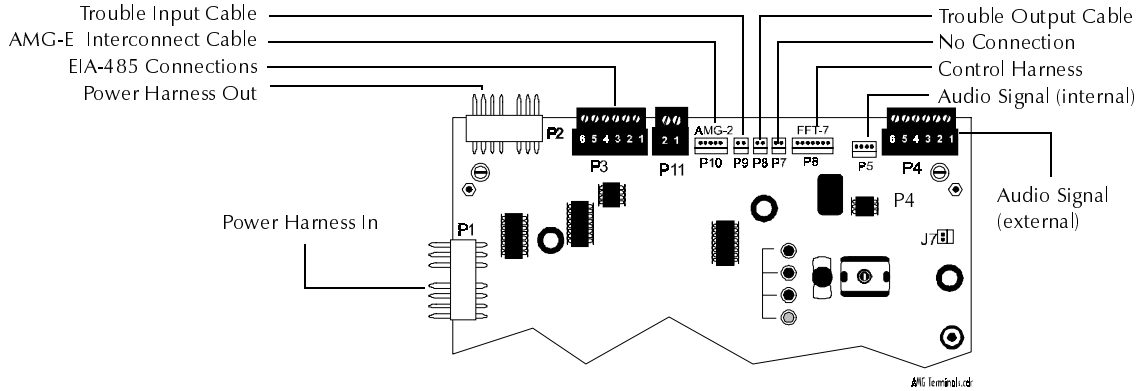 Trouble Input Cable
AMG-E Interconnect Cable
EIA-485 Connections
Power Harness Out
Trouble Output Cable
No Connection
Control Harness
Audio Signal (internal)
P2
6 5 4 3 2 1
P3
2 1
P11
AMG-2
P10
P9
P8
P7
FFT-7
P6
P5
6 5 4 3 2 1
P4
Audio Signal
(external)
P4
Power Harness In
P1
J7
AMG Terminals.cdr